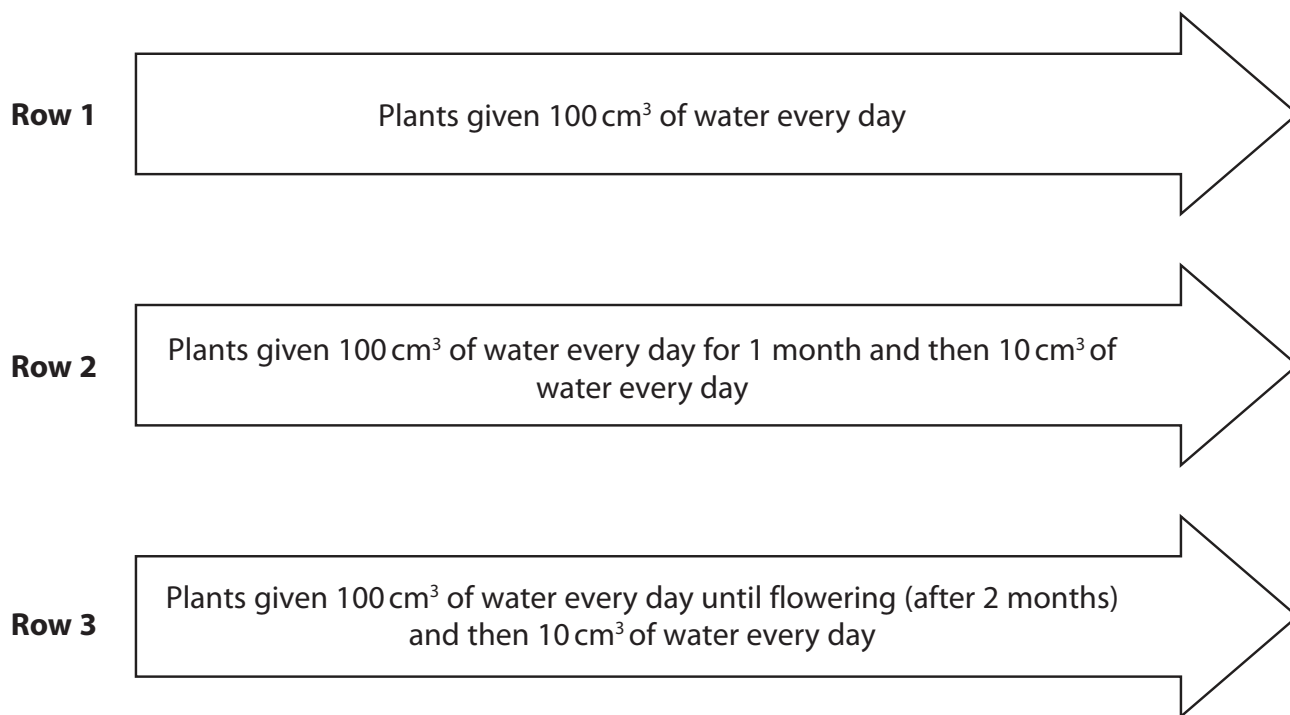 Row 1
Plants given 100 cm³ of water every day
Row 2
Plants given 100 cm³ of water every day for 1 month and then 10 cm³ of
water every day
Row 3
Plants given 100 cm³ of water every day until flowering (after 2 months)
and then 10 cm³ of water every day